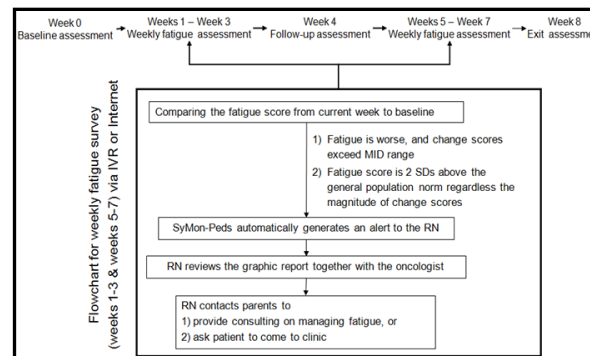 Week 0
Baseline assessment
Weeks 1 – Week 3
Weekly fatigue assessment
Week 4
Follow-up assessment
Weeks 5 – Week 7
Weekly fatigue assessment
Week 8
Exit assessme
Flowchart for weekly fatigue survey
(weeks 1-3 & weeks 5-7) via IVR or Internet
Comparing the fatigue score from current week to baseline
1) Fatigue is worse, and change scores
exceed MID range
2) Fatigue score is 2 SDs above the
general population norm regardless the
magnitude of change scores
SyMon-Peds automatically generates an alert to the RN
RN reviews the graphic report together with the oncologist
RN contacts parents to
1) provide consulting on managing fatigue, or
2) ask patient to come to clinic